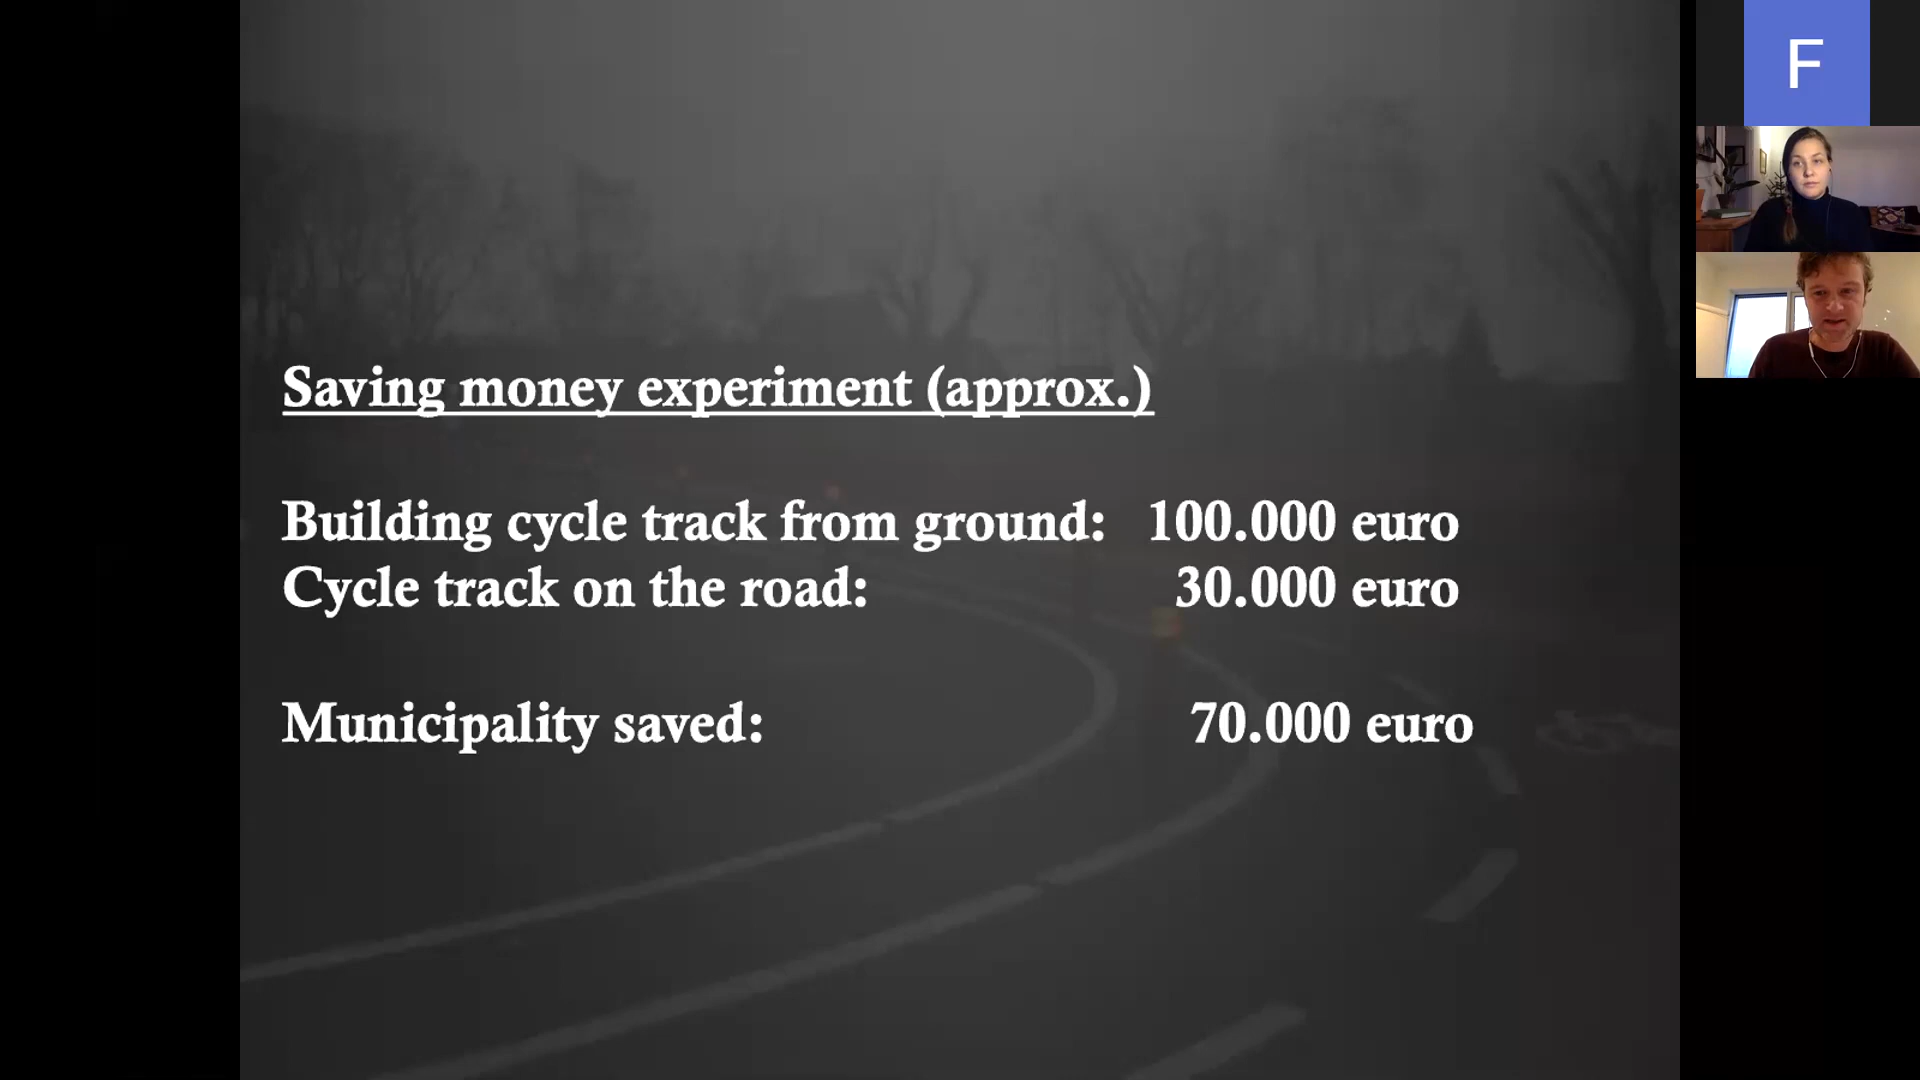 Saving money experiment (approx.)
Building cycle track from ground: 100.000 euro
Cycle track on the road: 30.000 euro
Municipality saved: 70.000 euro
F